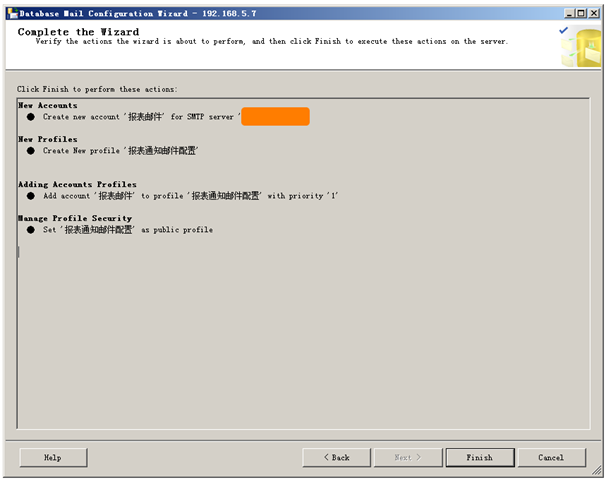 Database Mail Configuration Wizard - 192.168.5.7
Complete the Wizard
Verify the actions the wizard is about to perform, and then click Finish to execute these actions on the server.
Click Finish to perform these actions:
New Accounts
Create new account '报表邮件' for SMTP server '
New Profiles
Create New profile '报表通知邮件配置'
Adding Accounts Profiles
Add account '报表邮件' to profile '报表通知邮件配置' with priority '1'
Manage Profile Security
Set '报表通知邮件配置' as public profile
Help
< Back
Next >
Finish
Cancel